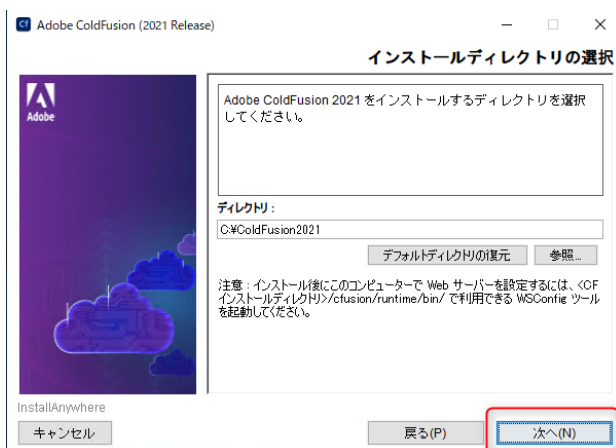 Cf Adobe ColdFusion (2021 Release)
インストールディレクトリの選択
Adobe
Adobe ColdFusion 2021 をインストールするディレクトリを選択
してください。
ディレクトリ :
C:¥ColdFusion2021
デフォルトディレクトリの復元 参照...
注意 : インストール後にこのコンピューターで Web サーバーを設定するには、<CF
インストールディレクトリ>/cfusion/runtime/bin/ で利用できる WSConfig ツール
を起動してください。
InstallAnywhere
キャンセル 戻る(P) 次へ(N)